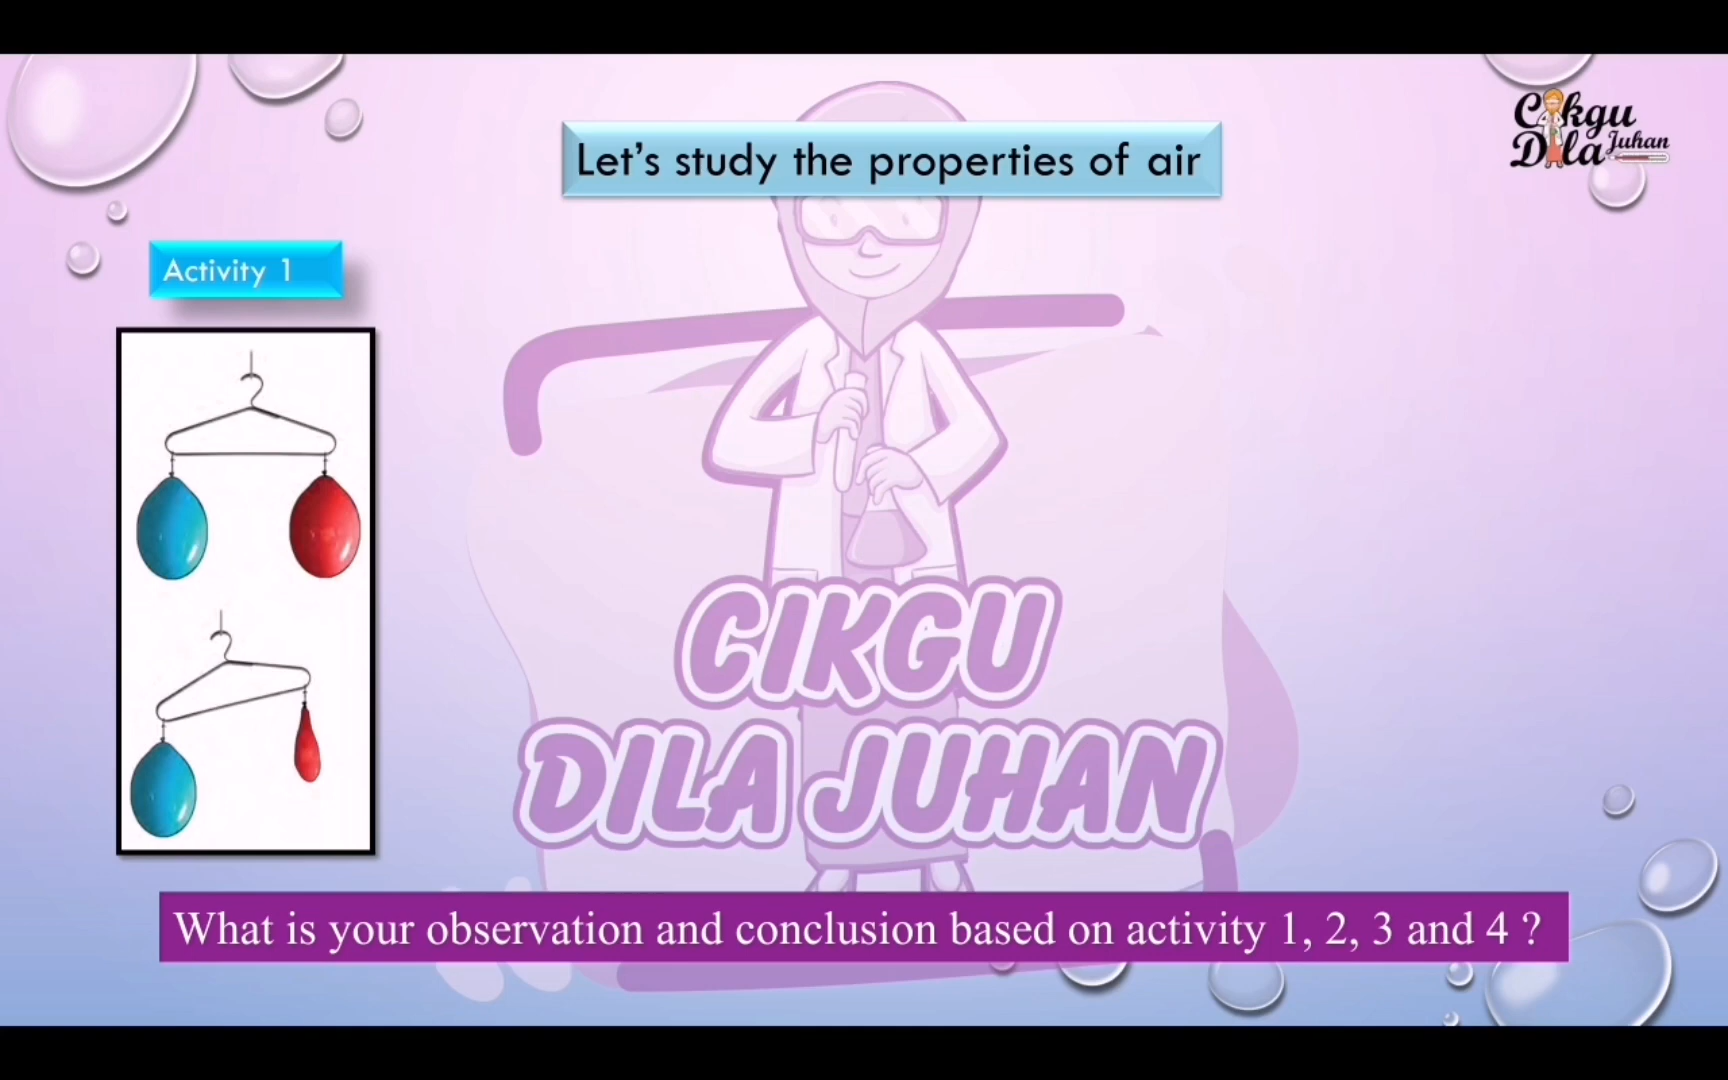 Let's study the properties of air
Cikgu
Dila Juhan
Activity 1
CIKGU
DILA JUHAN
What is your observation and conclusion based on activity 1, 2, 3 and 4 ?